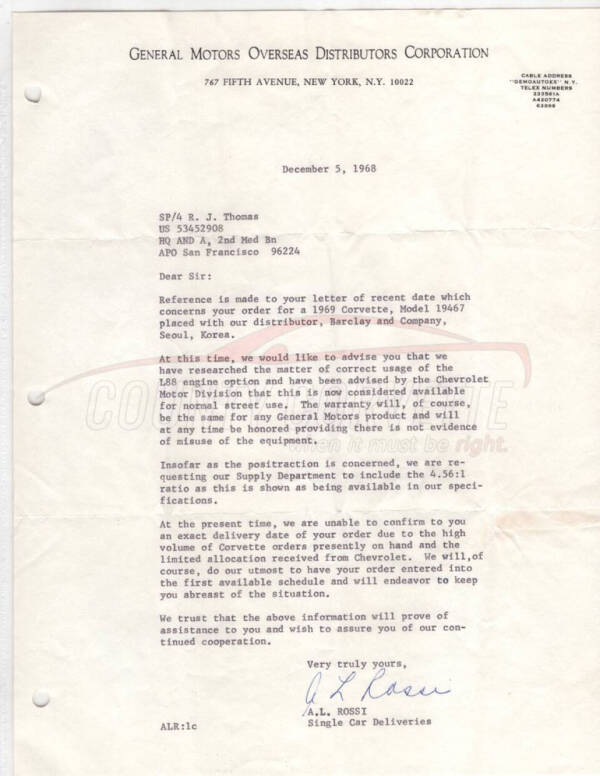 GENERAL MOTORS OVERSEAS DISTRIBUTORS CORPORATION
767 FIFTH AVENUE, NEW YORK, N.Y. 10022
CABLE ADDRESS
"GEMOAUTOEX" N.Y.
TELEX NUMBERS
233561A
A420774
62098
December 5, 1968
SP/4 R. J. Thomas
US 53452908
HQ AND A, 2nd Med Bn
APO San Francisco 96224
Dear Sir:
Reference is made to your letter of recent date which
concerns your order for a 1969 Corvette, Model 19467
placed with our distributor, Barclay and Company,
Seoul, Korea.
At this time, we would like to advise you that we
have researched the matter of correct usage of the
L88 engine option and have been advised by the Chevrolet
Motor Division that this is now considered available
for normal street use. The warranty will, of course,
be the same for any General Motors product and will
at any time be honored providing there is not evidence
of misuse of the equipment.
when it must be right.
Insofar as the positraction is concerned, we are re-
questing our Supply Department to include the 4.56:1
ratio as this is shown as being available in our speci-
fications.
At the present time, we are unable to confirm to you
an exact delivery date of your order due to the high
volume of Corvette orders presently on hand and the
limited allocation received from Chevrolet. We will,of
course, do our utmost to have your order entered into
the first available schedule and will endeavor to keep
you abreast of the situation.
We trust that the above information will prove of
assistance to you and wish to assure you of our con-
tinued cooperation.
Very truly yours,
A L Rossi
A.L. ROSSI
Single Car Deliveries
ALR:lc